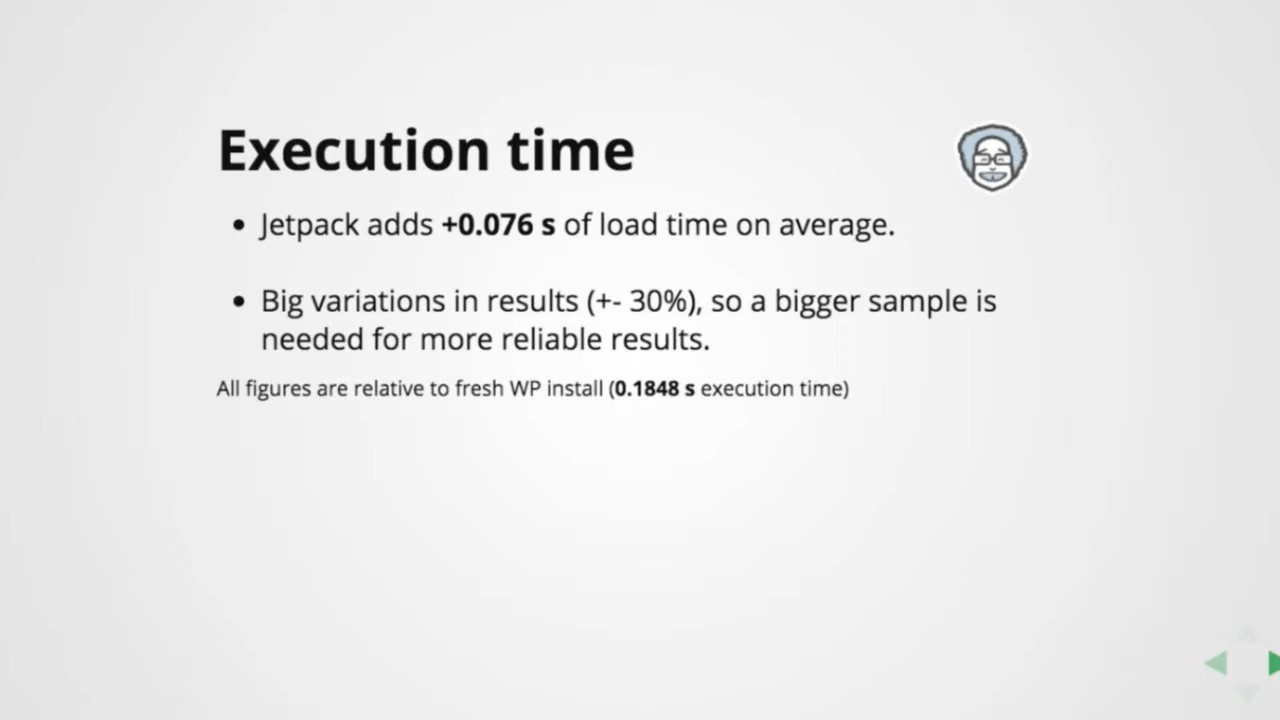 Execution time
Jetpack adds +0.076 s of load time on average.
Big variations in results (+- 30%), so a bigger sample is
needed for more reliable results.
All figures are relative to fresh WP install (0.1848 s execution time)